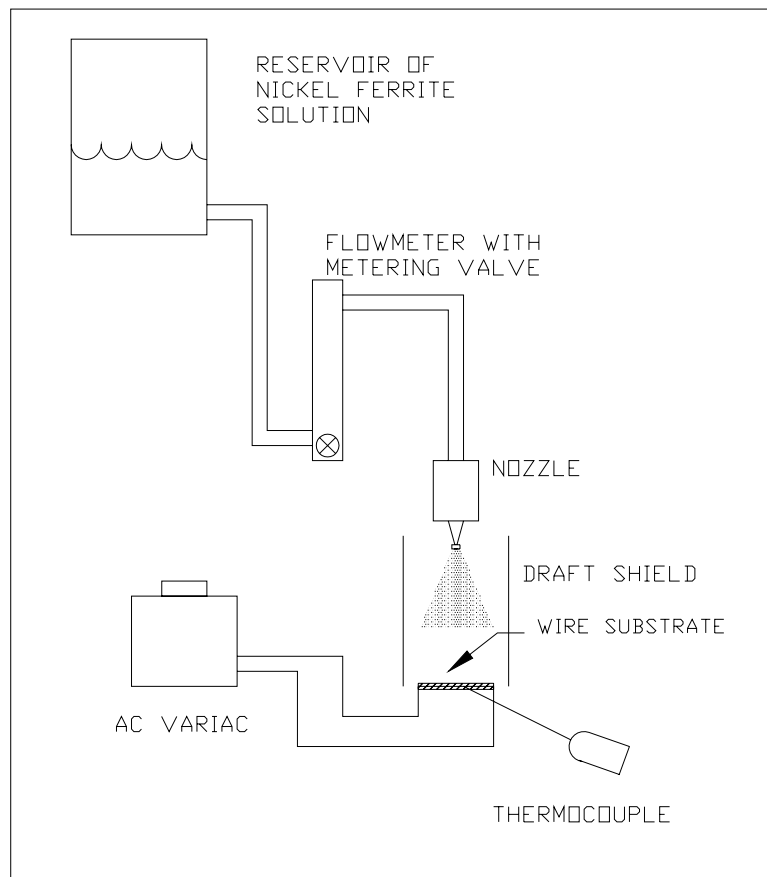 RESERVOIR OF
NICKEL FERRITE
SOLUTION
FLOWMETER WITH
METERING VALVE
NOZZLE
DRAFT SHIELD
WIRE SUBSTRATE
AC VARIAC
THERMOCOUPLE